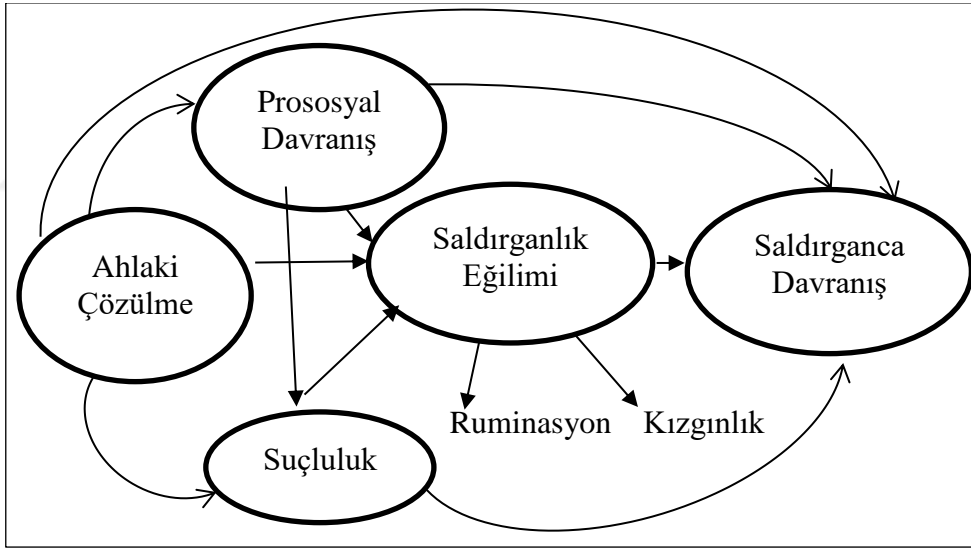 Prososyal
Davranış
Saldırganlık
Eğilimi
Saldırganca
Davranış
Ahlaki
Çözülme
Ruminasyon
Kızgınlık
Suçluluk